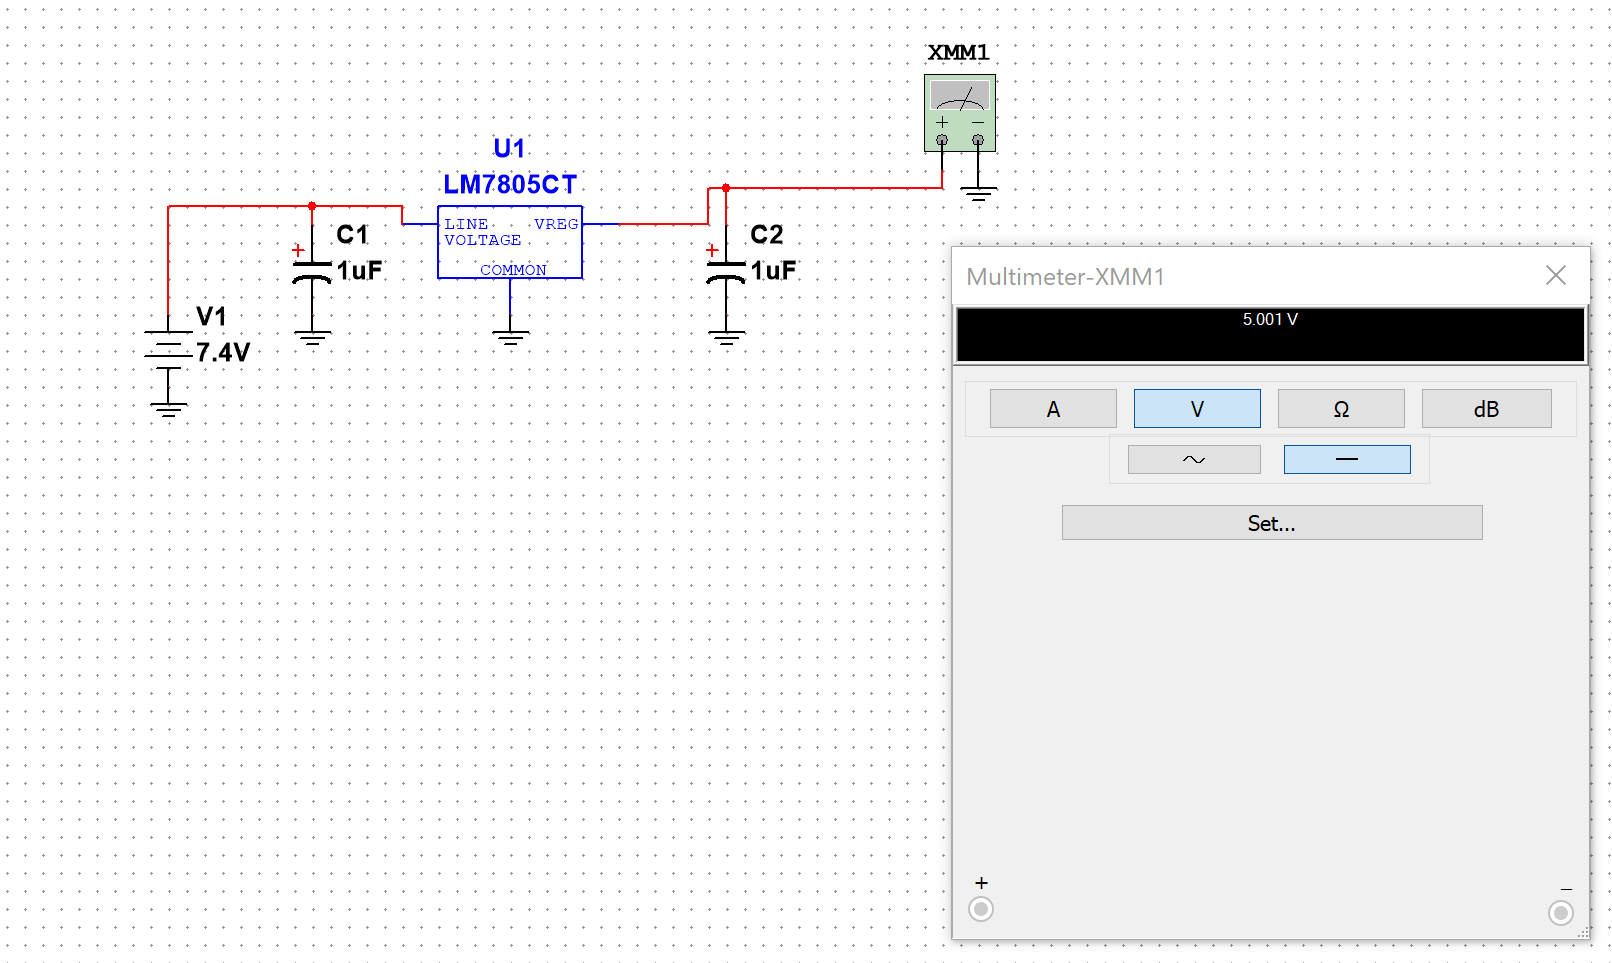 XMM1
+ −
U1
LM7805CT
LINE VREG
VOLTAGE
COMMON
C1
+
1uF
C2
+
1uF
V1
7.4V
Multimeter-XMM1
5.001 V
A V Ω dB
Set...
+ −